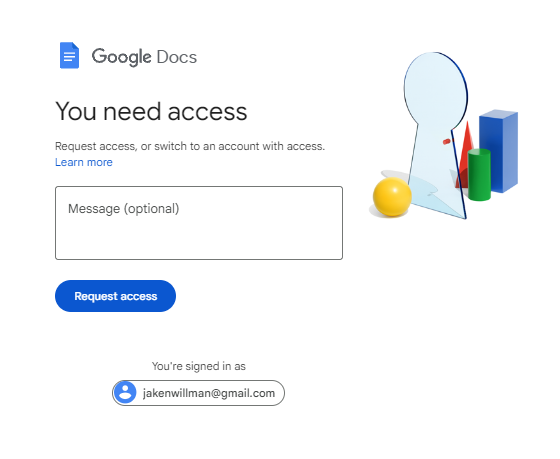 Google Docs
You need access
Request access, or switch to an account with access.
Learn more
Message (optional)
Request access
You're signed in as
jakenwillman@gmail.com